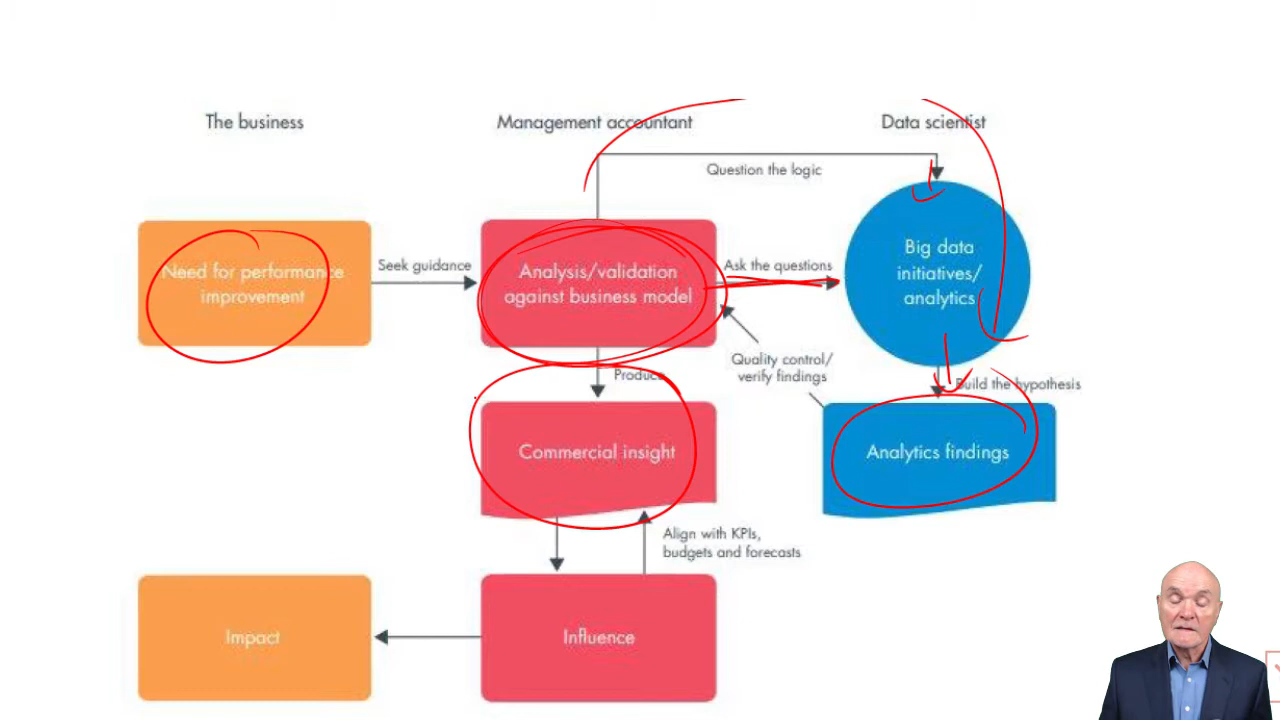 The business
Management accountant
Data scientist
Question the logic
Need for performance
improvement
Seek guidance
Analysis/validation
against business model
Ask the questions
Big data
initiatives/
analytics
Quality control/
verify findings
Produce
Build the hypothesis
Commercial insight
Analytics findings
Align with KPIs,
budgets and forecasts
Impact
Influence